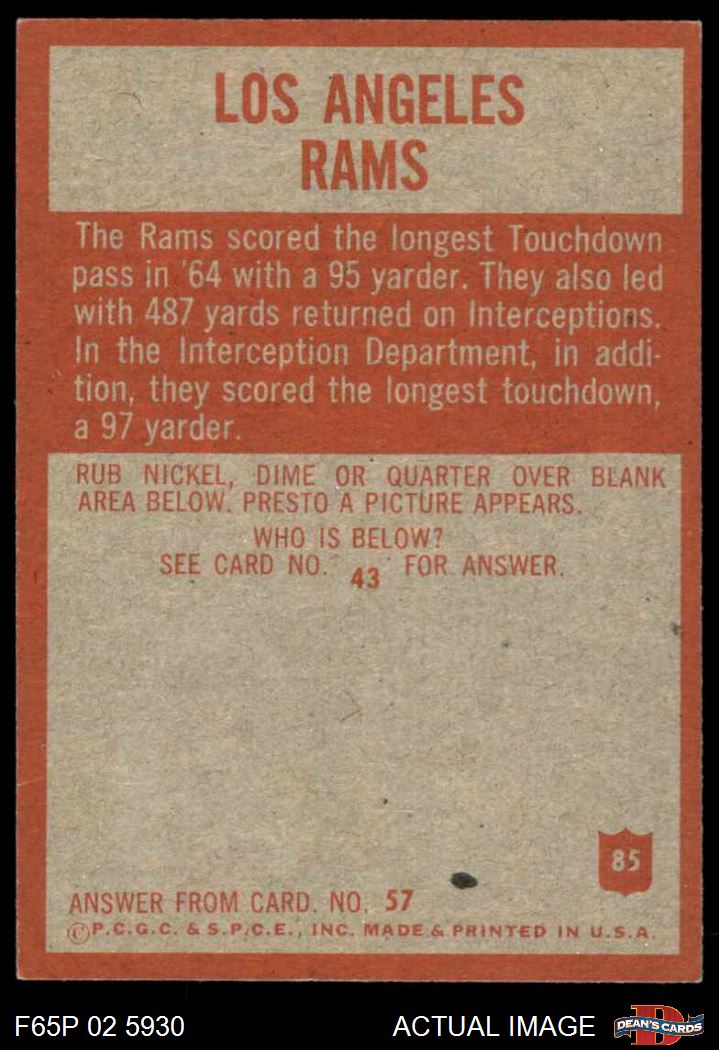 LOS ANGELES
RAMS
The Rams scored the longest Touchdown
pass in '64 with a 95 yarder. They also led
with 487 yards returned on Interceptions.
In the Interception Department, in addi-
tion, they scored the longest touchdown,
a 97 yarder.
RUB NICKEL, DIME OR QUARTER OVER BLANK
AREA BELOW. PRESTO A PICTURE APPEARS.
WHO IS BELOW?
SEE CARD NO. 43 FOR ANSWER.
85
ANSWER FROM CARD. NO. 57
©P.C.G.C. & S.P.C.E., INC. MADE & PRINTED IN U.S.A.
F65P 02 5930
ACTUAL IMAGE
D
DEAN'S CARDS